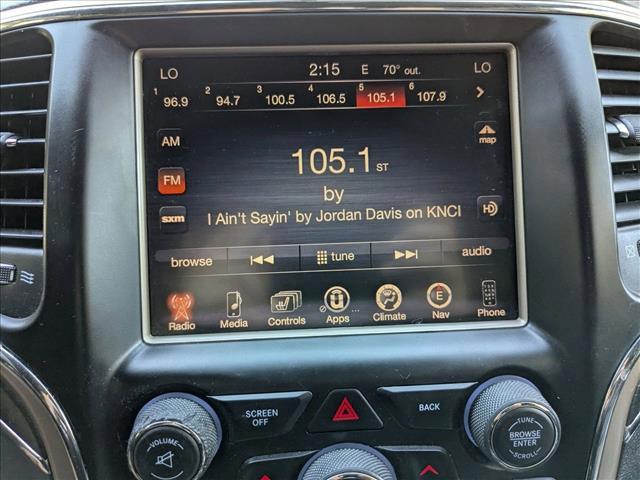 LO 2:15 E 70° out. LO
1 96.9 2 94.7 3 100.5 4 106.5 5 105.1 6 107.9
AM
map
105.1 ST
FM
by
sxm I Ain't Sayin' by Jordan Davis on KNCI HD
browse tune audio
Radio Media Controls Apps Climate E Nav Phone
VOLUME
SCREEN OFF
BACK
TUNE
BROWSE
ENTER
SCROLL